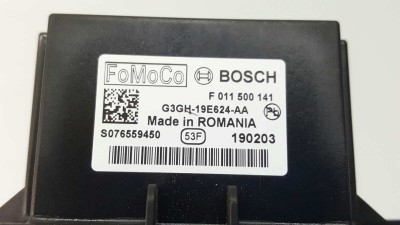 FoMoCo BOSCH
F 011 500 141
G3GH-19E624-AA
Made in ROMANIA
S076559450 53F 190203